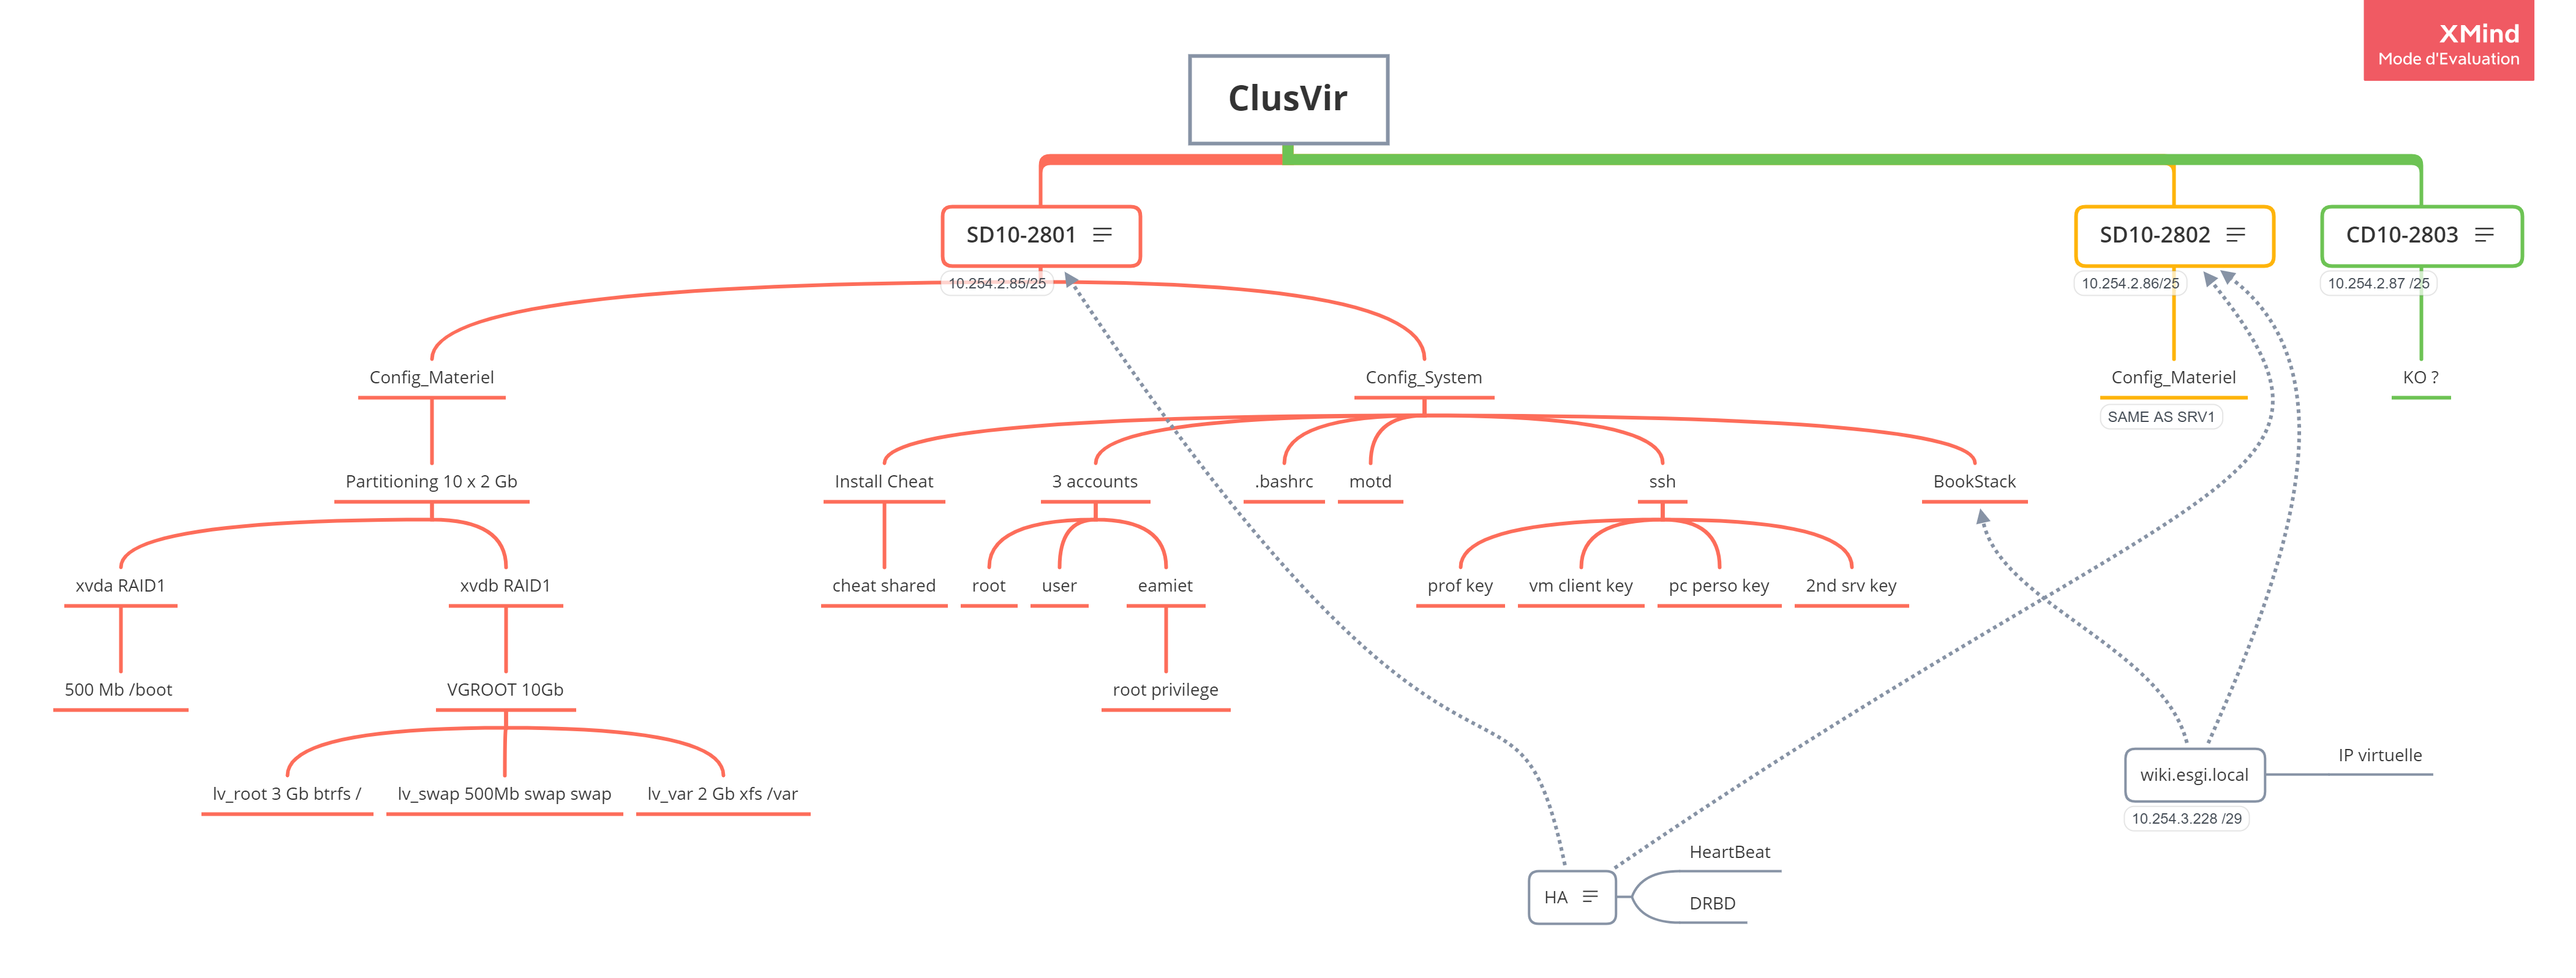 XMind
Mode d'Evaluation
ClusVir
SD10-2801
SD10-2802
CD10-2803
10.254.2.85/25
10.254.2.86/25
10.254.2.87 /25
Config_Materiel
Config_System
Config_Materiel
KO ?
SAME AS SRV1
Partitioning 10 x 2 Gb
Install Cheat
3 accounts
.bashrc
motd
ssh
BookStack
xvda RAID1
xvdb RAID1
cheat shared
root
user
eamiet
prof key
vm client key
pc perso key
2nd srv key
500 Mb /boot
VGROOT 10Gb
root privilege
IP virtuelle
wiki.esgi.local
lv_root 3 Gb btrfs /
lv_swap 500Mb swap swap
lv_var 2 Gb xfs /var
10.254.3.228 /29
HeartBeat
HA
DRBD